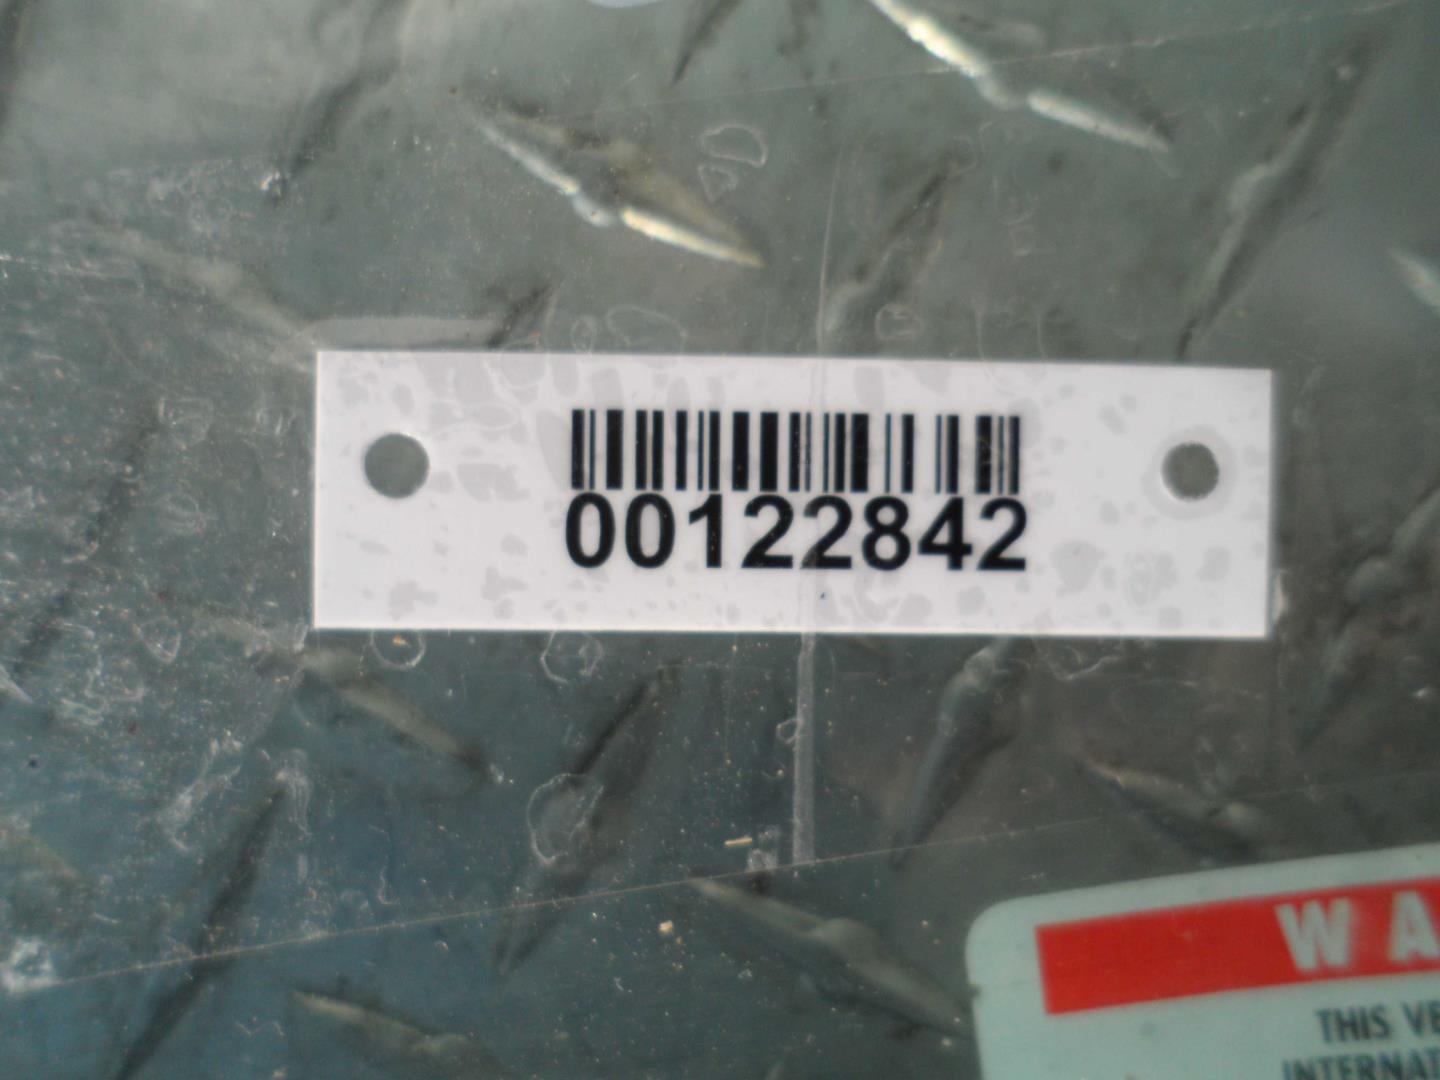 00122842
WA
THIS VE
INTERNAT